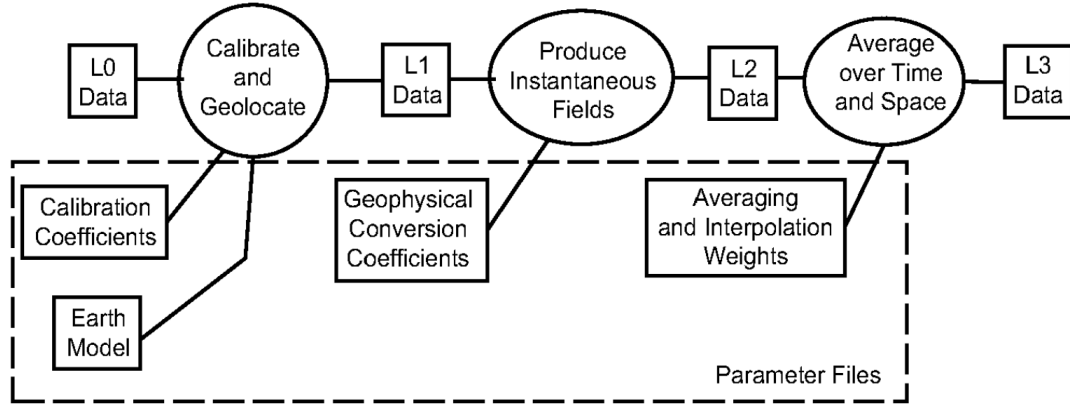 L0
Data
Calibrate
and
Geolocate
L1
Data
Produce
Instantaneous
Fields
L2
Data
Average
over Time
and Space
L3
Data
Calibration
Coefficients
Geophysical
Conversion
Coefficients
Averaging
and Interpolation
Weights
Earth
Model
Parameter Files